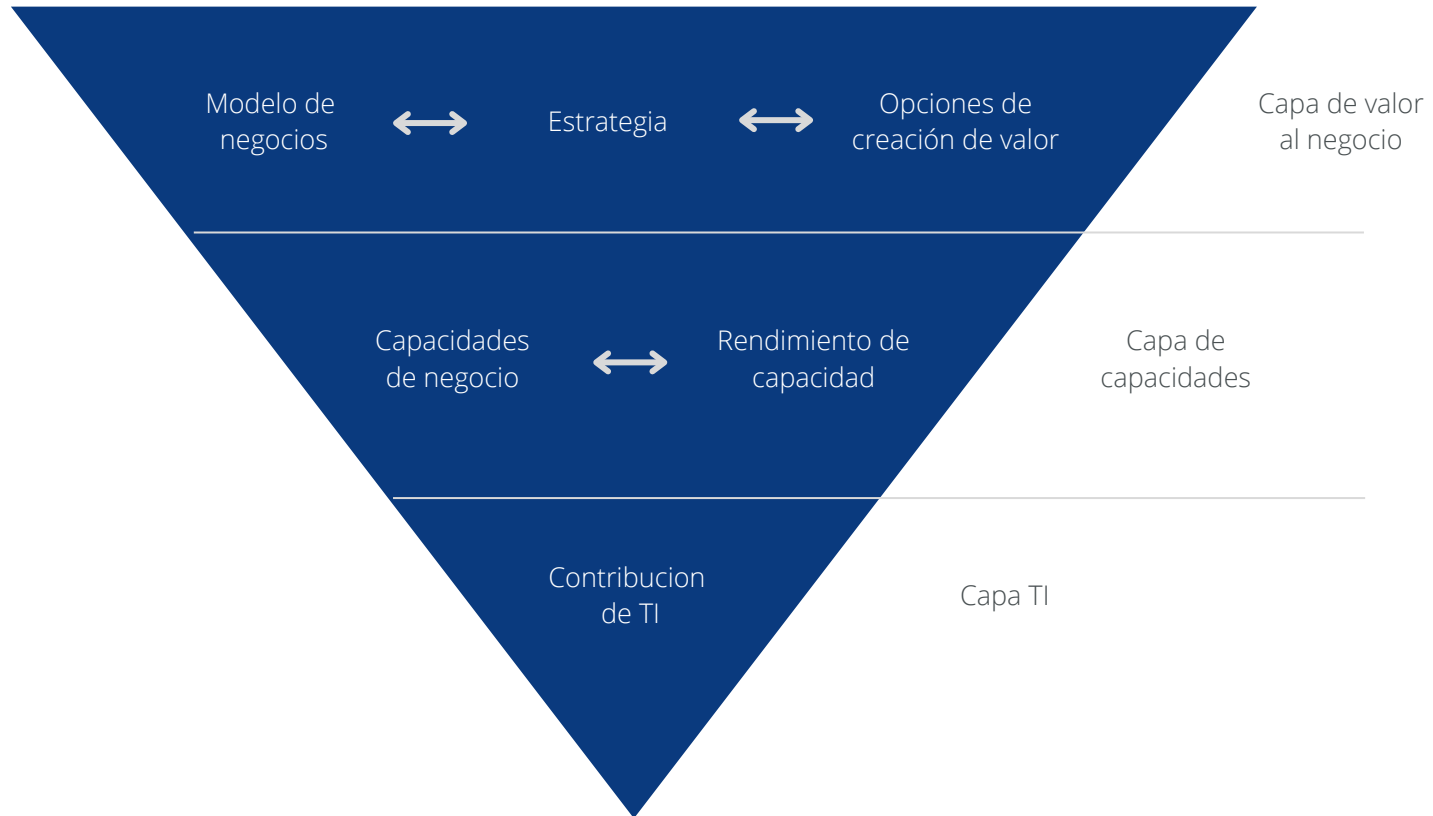 Modelo de
negocios
Estrategia
Opciones de
creación de valor
Capa de valor
al negocio
Capacidades
de negocio
Rendimiento de
capacidad
Capa de
capacidades
Contribucion
de TI
Capa TI